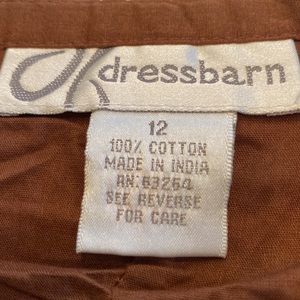 dressbarn
12
100% COTTON
MADE IN INDIA
RN: 63264
SEE REVERSE
FOR CARE